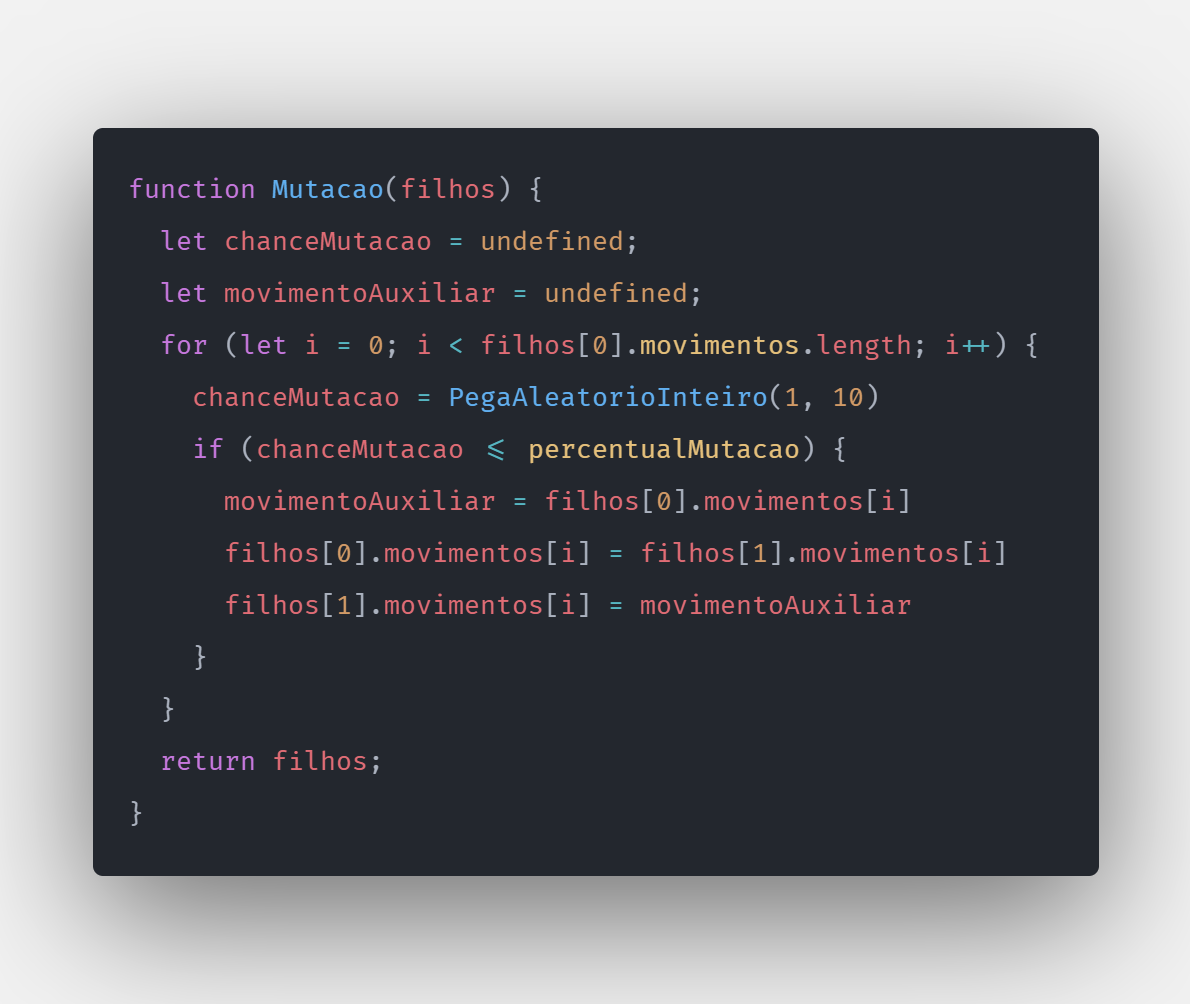 function Mutacao(filhos) {
  let chanceMutacao = undefined;
  let movimentoAuxiliar = undefined;
  for (let i = 0; i < filhos[0].movimentos.length; i++) {
    chanceMutacao = PegaAleatorioInteiro(1, 10)
    if (chanceMutacao <= percentualMutacao) {
      movimentoAuxiliar = filhos[0].movimentos[i]
      filhos[0].movimentos[i] = filhos[1].movimentos[i]
      filhos[1].movimentos[i] = movimentoAuxiliar
    }
  }
  return filhos;
}